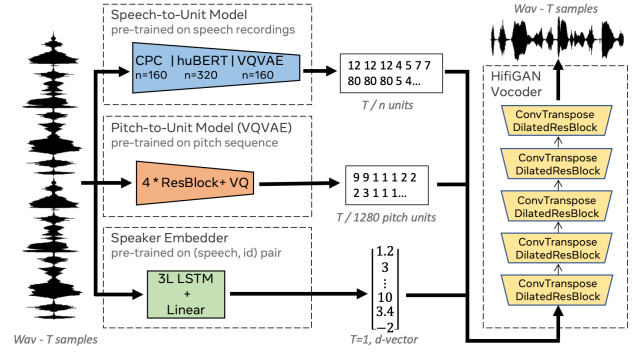 Speech-to-Unit Model
pre-trained on speech recordings
CPC | huBERT | VQVAE
n=160 n=320 n=160
12 12 12 4 5 7 7
80 80 80 5 4...
T / n units
Pitch-to-Unit Model (VQVAE)
pre-trained on pitch sequence
4 * ResBlock+ VQ
9 9 1 1 1 2 2
2 3 1 1 1...
T / 1280 pitch units
Speaker Embedder
pre-trained on (speech, id) pair
3L LSTM
+
Linear
1.2
3
⋮
10
3.4
−2
T=1, d-vector
Wav - T samples
Wav - T samples
HifiGAN
Vocoder
ConvTranspose
DilatedResBlock
ConvTranspose
DilatedResBlock
ConvTranspose
DilatedResBlock
ConvTranspose
DilatedResBlock
ConvTranspose
DilatedResBlock